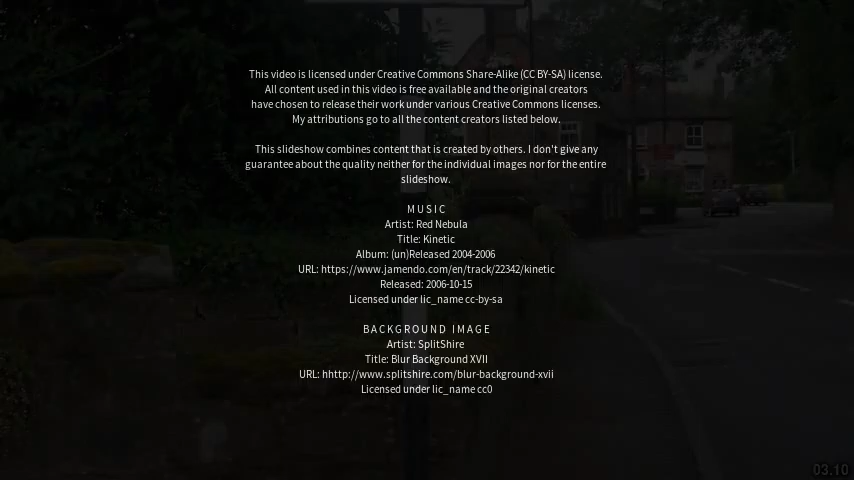 This video is licensed under Creative Commons Share-Alike (CC BY-SA) license.
All content used in this video is free available and the original creators
have chosen to release their work under various Creative Commons licenses.
My attributions go to all the content creators listed below.
This slideshow combines content that is created by others. I don't give any
guarantee about the quality neither for the individual images nor for the entire
slideshow.
MUSIC
Artist: Red Nebula
Title: Kinetic
Album: (un)Released 2004-2006
URL: https://www.jamendo.com/en/track/22342/kinetic
Released: 2006-10-15
Licensed under lic_name cc-by-sa
BACKGROUND IMAGE
Artist: SplitShire
Title: Blur Background XVII
URL: hhttp://www.splitshire.com/blur-background-xvii
Licensed under lic_name cc0
03.10